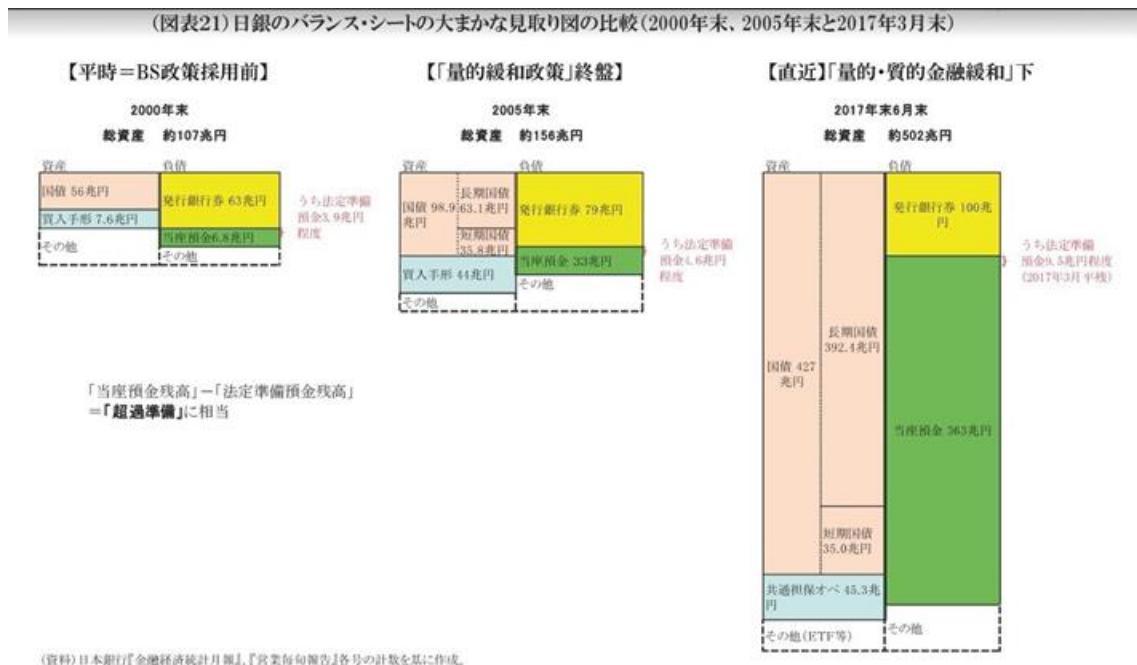 (図表21)日銀のバランス・シートの大まかな見取り図の比較(2000年末、2005年末と2017年3月末)
【平時=BS政策採用前】
2000年末
総資産 約107兆円
資産
負債
国債 56兆円
買入手形 7.6兆円
その他
発行銀行券 63兆円
当座預金6.8兆円
その他
うち法定準備
預金3.9兆円
程度
【「量的緩和政策」終盤】
2005年末
総資産 約156兆円
資産
負債
国債 98.9
兆円
長期国債
63.1兆円
短期国債
35.8兆円
買入手形 44兆円
その他
発行銀行券 79兆円
当座預金 33兆円
その他
うち法定準備
預金4.6兆円
程度
【直近】「量的・質的金融緩和」下
2017年末6月末
総資産 約502兆円
資産
負債
国債 427
兆円
長期国債
392.4兆円
短期国債
35.0兆円
共通担保オペ 45.3兆
円
その他(ETF等)
発行銀行券 100兆
円
当座預金 363兆円
その他
うち法定準備
預金9.5兆円程度
(2017年3月平残)
「当座預金残高」-「法定準備預金残高」
=「超過準備」に相当
(資料)日本銀行『金融経済統計月報』、『営業毎旬報告』各号の計数を基に作成。